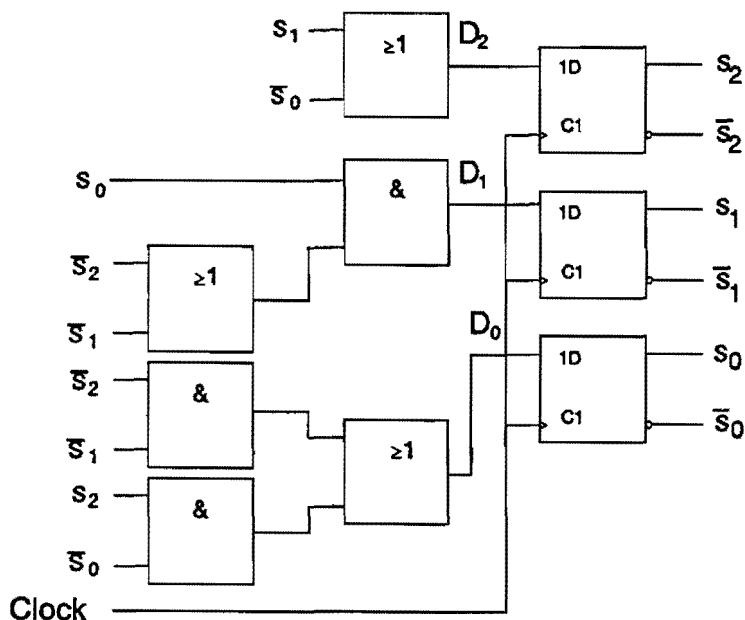 S₁
≥1
D₂
S̅₀
1D
S₂
C1
S̅₂
S₀
&
D₁
1D
S₁
S̅₂
≥1
C1
S̅₁
S̅₁
D₀
S̅₂
&
1D
S₀
S̅₁
≥1
C1
S̅₀
S₂
&
S̅₀
Clock